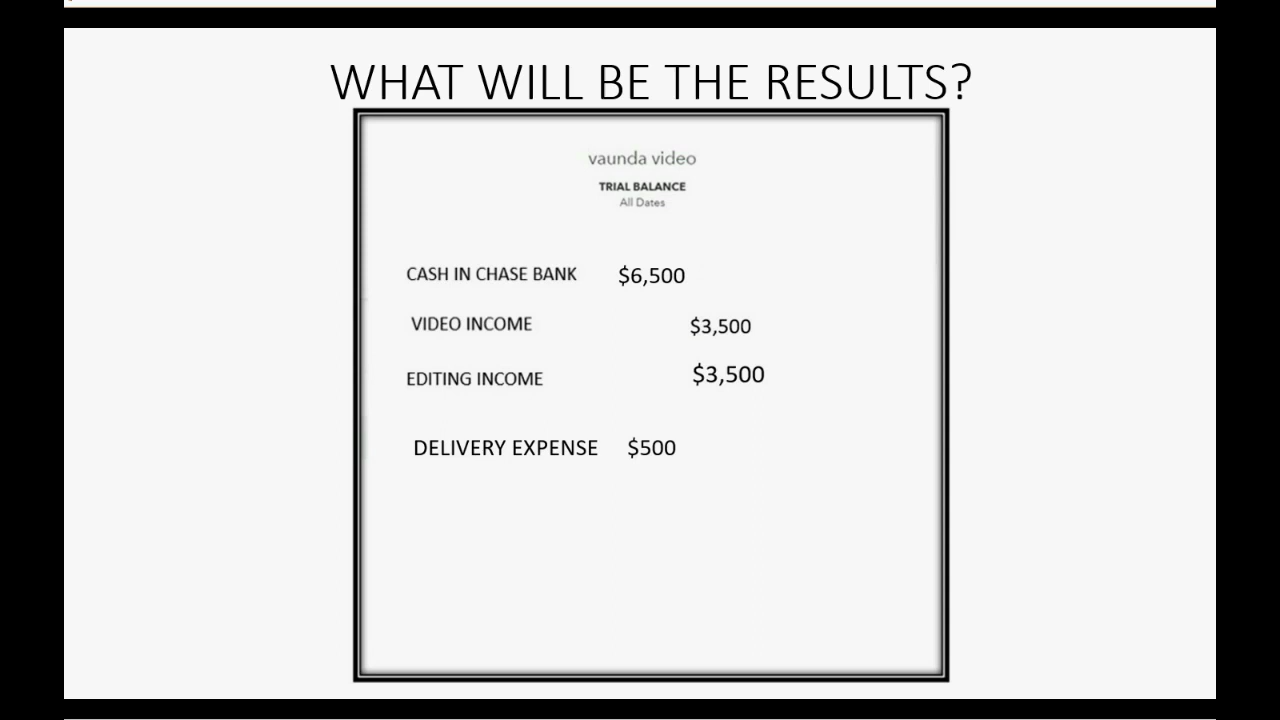 WHAT WILL BE THE RESULTS?
vaunda video
TRIAL BALANCE
All Dates
CASH IN CHASE BANK $6,500
VIDEO INCOME $3,500
EDITING INCOME $3,500
DELIVERY EXPENSE $500